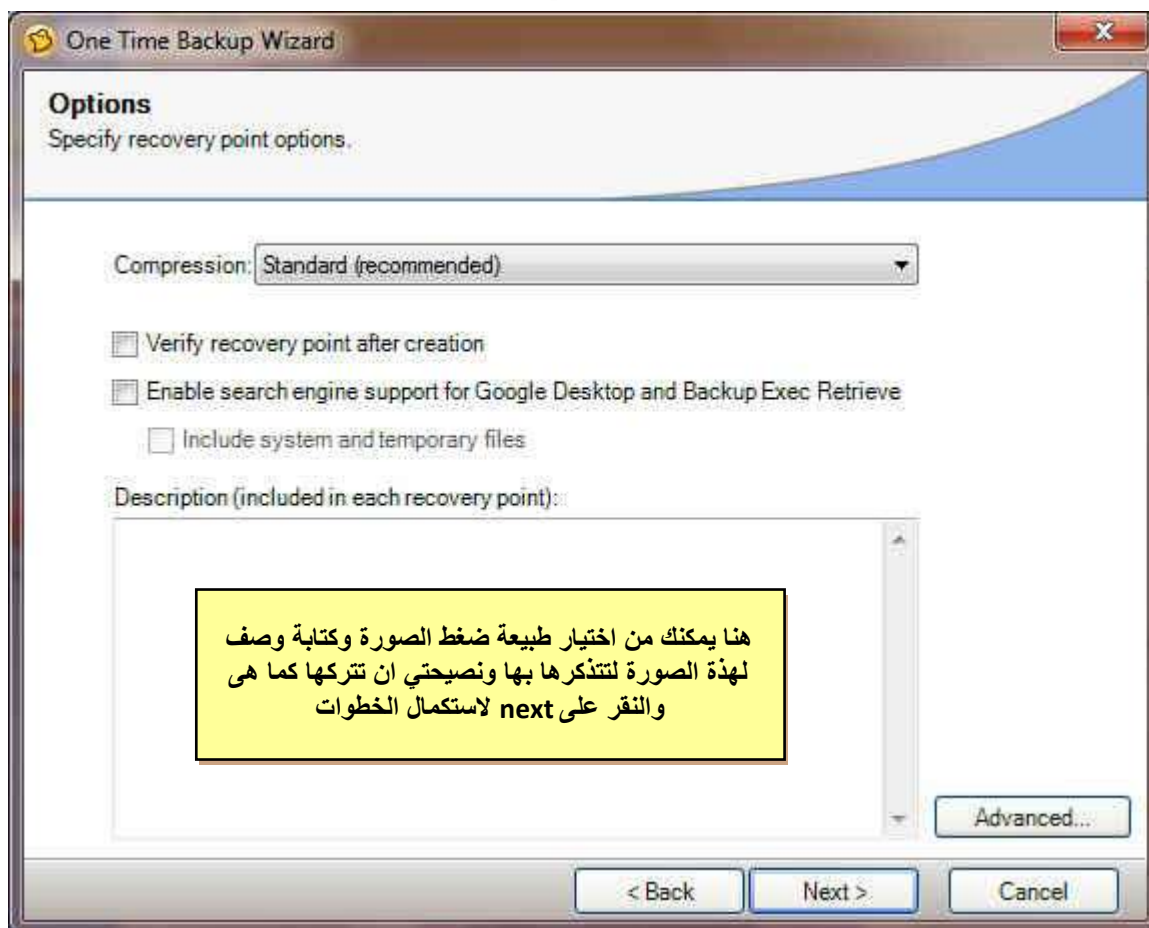 One Time Backup Wizard
Options
Specify recovery point options.
Compression: Standard (recommended)
Verify recovery point after creation
Enable search engine support for Google Desktop and Backup Exec Retrieve
Include system and temporary files
Description (included in each recovery point):
هنا يمكنك من اختيار طبيعة ضغط الصورة وكتابة وصف
لهذة الصورة لتتذكرها بها ونصيحتي ان تتركها كما هى
والنقر على next لاستكمال الخطوات
Advanced...
< Back
Next >
Cancel